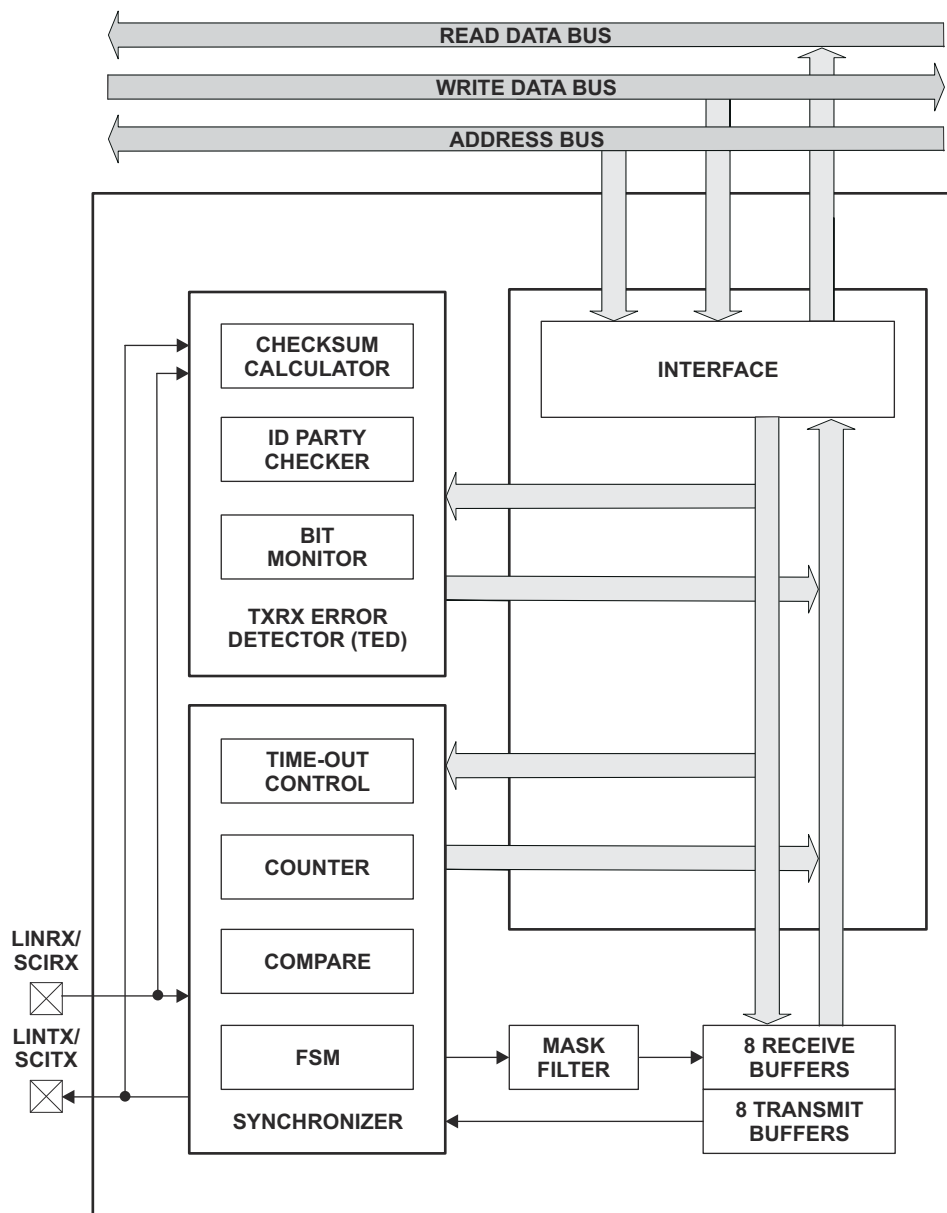 READ DATA BUS
WRITE DATA BUS
ADDRESS BUS
CHECKSUM
CALCULATOR
INTERFACE
ID PARTY
CHECKER
BIT
MONITOR
TXRX ERROR
DETECTOR (TED)
TIME-OUT
CONTROL
COUNTER
LINRX/
SCIRX
COMPARE
LINTX/
SCITX
FSM
MASK
FILTER
8 RECEIVE
BUFFERS
SYNCHRONIZER
8 TRANSMIT
BUFFERS